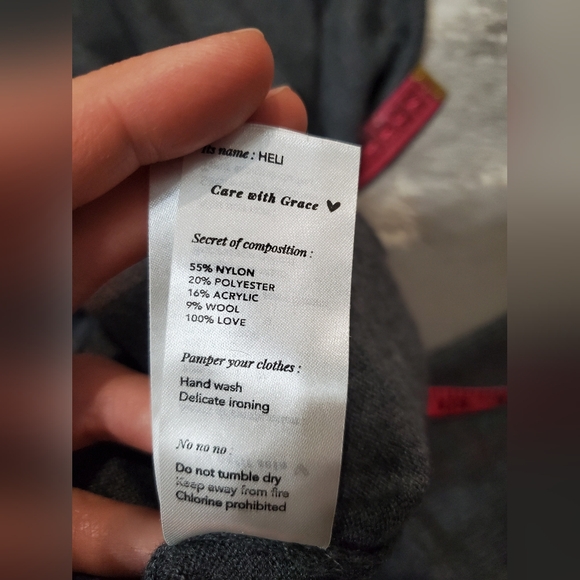 Its name : HELI
Care with Grace
Secret of composition :
55% NYLON
20% POLYESTER
16% ACRYLIC
9% WOOL
100% LOVE
Pamper your clothes :
Hand wash
Delicate ironing
No no no :
Do not tumble dry
Keep away from fire
Chlorine prohibited